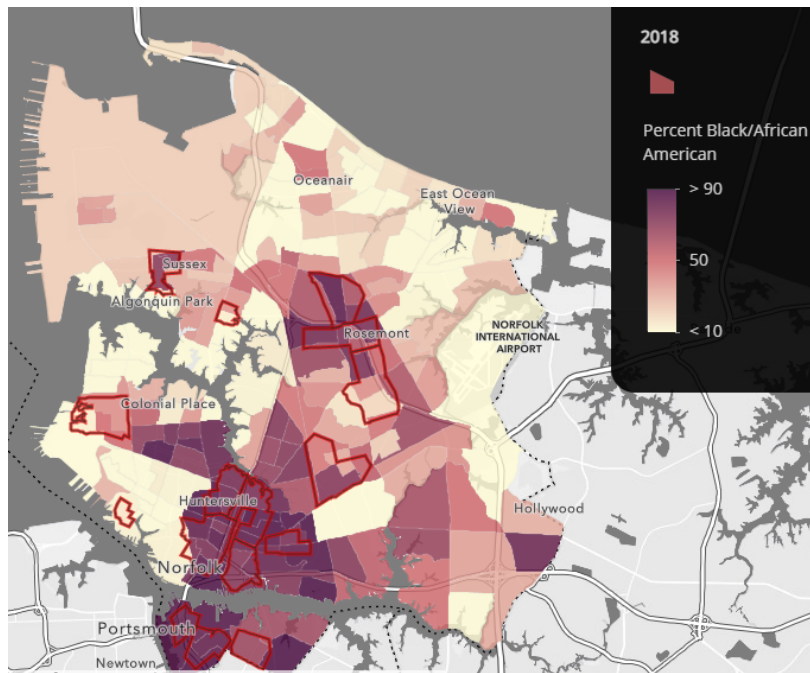 2018
Percent Black/African
American
> 90
50
< 10
Oceanair
East Ocean
View
Sussex
Algonquin Park
Rosemont
NORFOLK
INTERNATIONAL
AIRPORT
Colonial Place
Huntersville
Hollywood
Norfolk
Portsmouth
Newtown